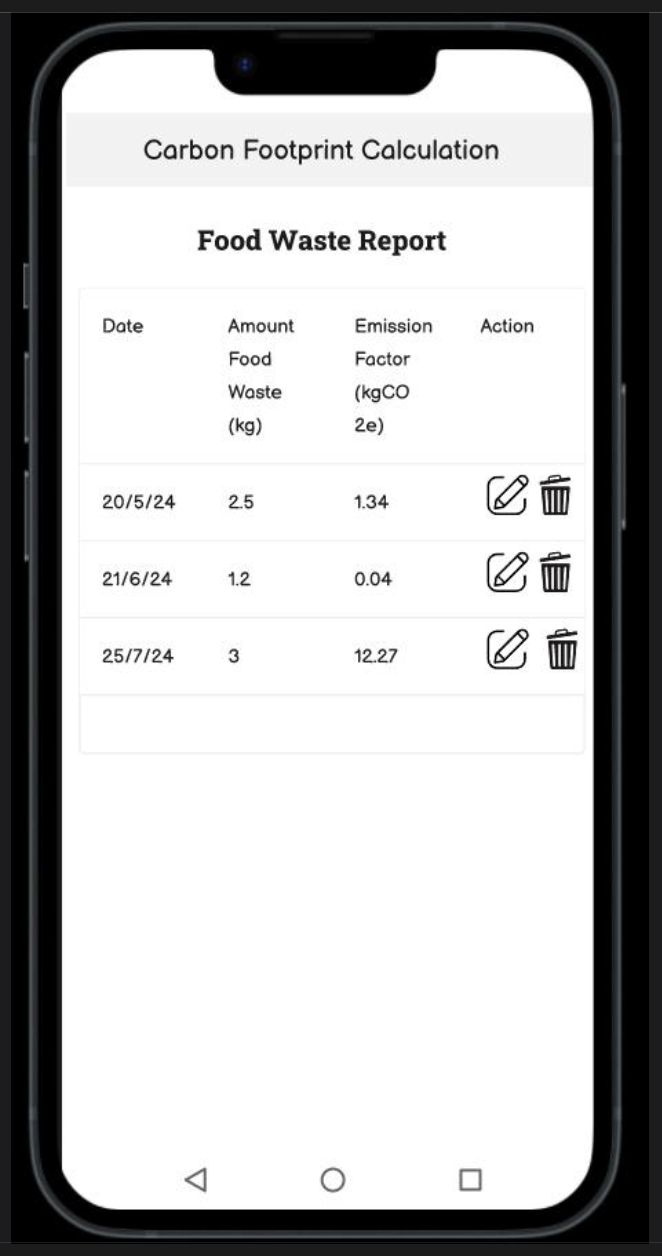 Carbon Footprint Calculation
Food Waste Report
Date Amount Emission Action
Food Factor
Waste (kgCO
(kg) 2e)
20/5/24 2.5 1.34
21/6/24 1.2 0.04
25/7/24 3 12.27